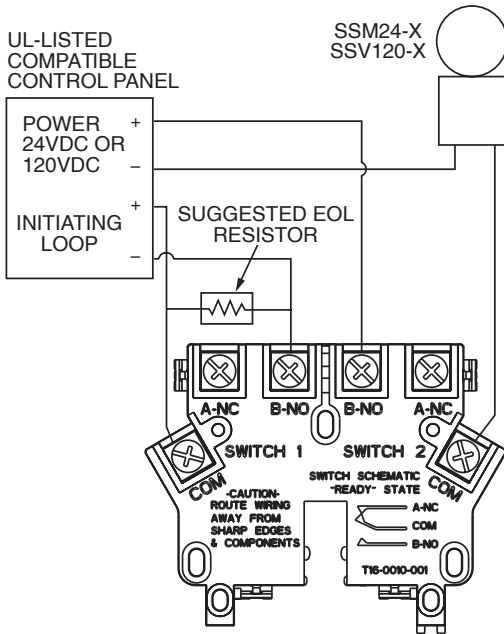 UL-LISTED
COMPATIBLE
CONTROL PANEL
SSM24-X
SSV120-X
POWER +
24VDC OR
120VDC –
+
INITIATING
LOOP
–
SUGGESTED EOL
RESISTOR
A-NC B-NO B-NO A-NC
SWITCH 1 SWITCH 2
COM COM
-CAUTION-
ROUTE WIRING
AWAY FROM
SHARP EDGES
& COMPONENTS
SWITCH SCHEMATIC
"READY" STATE
A-NC
COM
B-NO
T16-0010-001